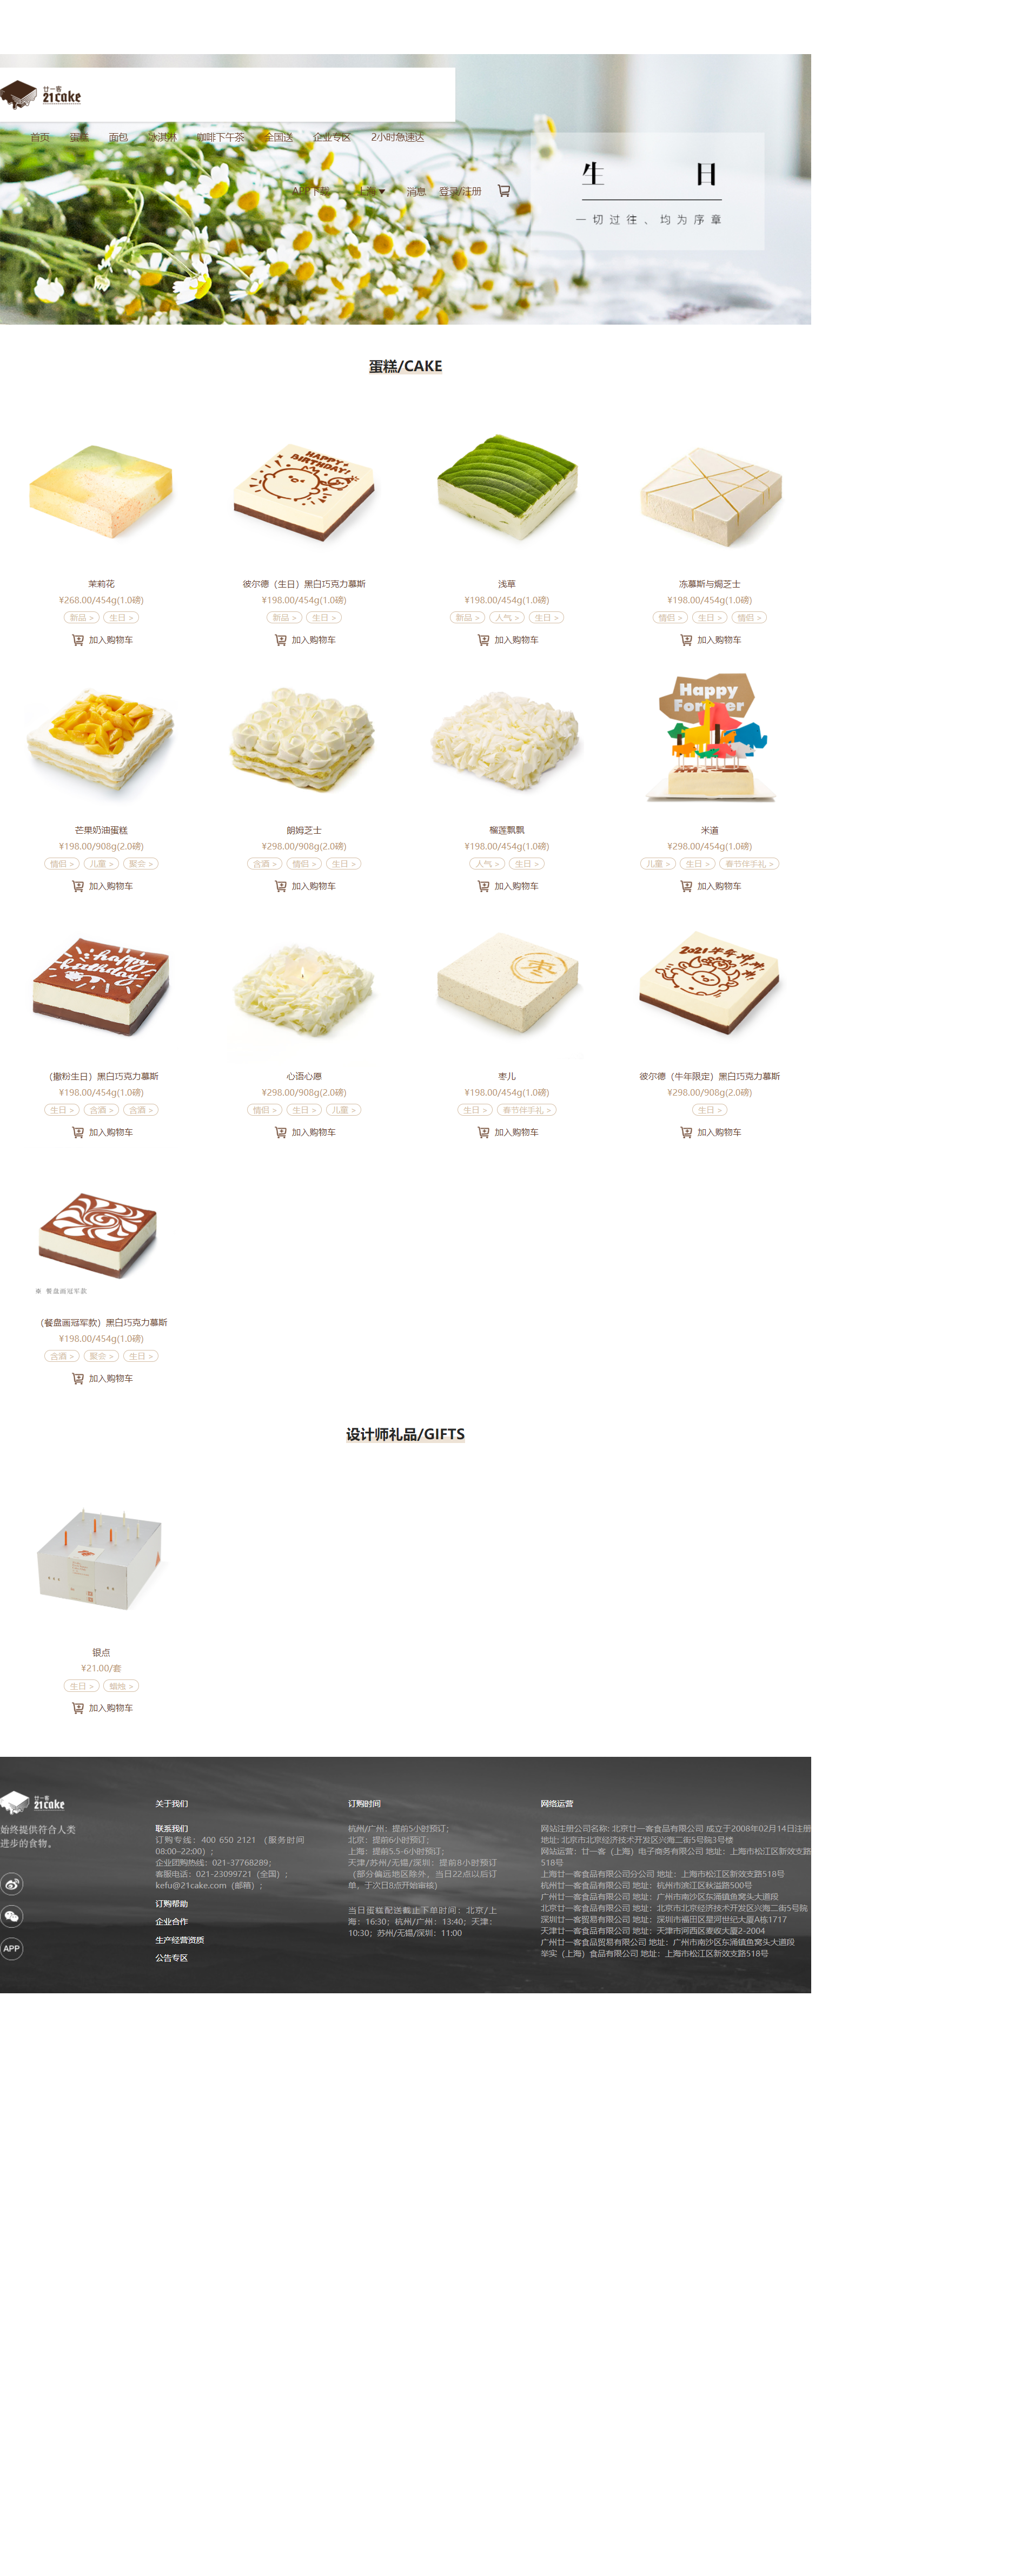 廿一客
21cake
首页 蛋糕 面包 冰淇淋 咖啡下午茶 全国送 企业专区 2小时急速达
APP下载 上海 消息 登录/注册
生 日
一切过往、均为序章
蛋糕/CAKE
HAPPY BIRTHDAY!
茉莉花 彼尔德（生日）黑白巧克力慕斯 浅草 冻慕斯与焗芝士
¥268.00/454g(1.0磅) ¥198.00/454g(1.0磅) ¥198.00/454g(1.0磅) ¥198.00/454g(1.0磅)
新品 > 生日 > 新品 > 生日 > 新品 > 人气 > 生日 > 情侣 > 生日 > 情侣 >
加入购物车 加入购物车 加入购物车 加入购物车
Happy
Forever
芒果奶油蛋糕 朗姆芝士 榴莲飘飘 米道
¥198.00/908g(2.0磅) ¥298.00/908g(2.0磅) ¥198.00/454g(1.0磅) ¥298.00/454g(1.0磅)
情侣 > 儿童 > 聚会 > 含酒 > 情侣 > 生日 > 人气 > 生日 > 儿童 > 生日 > 春节伴手礼 >
加入购物车 加入购物车 加入购物车 加入购物车
happy birthday
枣
2021牛年冲冲冲
（撒粉生日）黑白巧克力慕斯 心语心愿 枣儿 彼尔德（牛年限定）黑白巧克力慕斯
¥198.00/454g(1.0磅) ¥298.00/908g(2.0磅) ¥198.00/454g(1.0磅) ¥298.00/908g(2.0磅)
生日 > 含酒 > 含酒 > 情侣 > 生日 > 儿童 > 生日 > 春节伴手礼 > 生日 >
加入购物车 加入购物车 加入购物车 加入购物车
※ 餐盘画冠军款
（餐盘画冠军款）黑白巧克力慕斯
¥198.00/454g(1.0磅)
含酒 > 聚会 > 生日 >
加入购物车
设计师礼品/GIFTS
银点
¥21.00/套
生日 > 蜡烛 >
加入购物车
廿一客
21cake
始终提供符合人类
进步的食物。
APP
关于我们
联系我们
订购专线：400 650 2121 （服务时间
08:00–22:00）；
企业团购热线：021-37768289；
客服电话：021-23099721（全国）；
kefu@21cake.com（邮箱）；
订购帮助
企业合作
生产经营资质
公告专区
订购时间
杭州/广州：提前5小时预订；
北京：提前6小时预订；
上海：提前5.5-6小时预订；
天津/苏州/无锡/深圳：提前8小时预订
（部分偏远地区除外，当日22点以后订
单，于次日8点开始审核）
当日蛋糕配送截止下单时间：北京/上
海：16:30；杭州/广州：13:40；天津：
10:30；苏州/无锡/深圳：11:00
网络运营
网站注册公司名称: 北京廿一客食品有限公司 成立于2008年02月14日注册
地址: 北京市北京经济技术开发区兴海二街5号院3号楼
网站运营：廿一客（上海）电子商务有限公司 地址：上海市松江区新效支路
518号
上海廿一客食品有限公司分公司 地址：上海市松江区新效支路518号
杭州廿一客食品有限公司 地址：杭州市滨江区秋溢路500号
广州廿一客食品有限公司 地址：广州市南沙区东涌镇鱼窝头大道段
北京廿一客食品有限公司 地址：北京市北京经济技术开发区兴海二街5号院
深圳廿一客贸易有限公司 地址：深圳市福田区星河世纪大厦A栋1717
天津廿一客食品有限公司 地址：天津市河西区麦收大厦2-2004
广州廿一客食品贸易有限公司 地址：广州市南沙区东涌镇鱼窝头大道段
举实（上海）食品有限公司 地址：上海市松江区新效支路518号